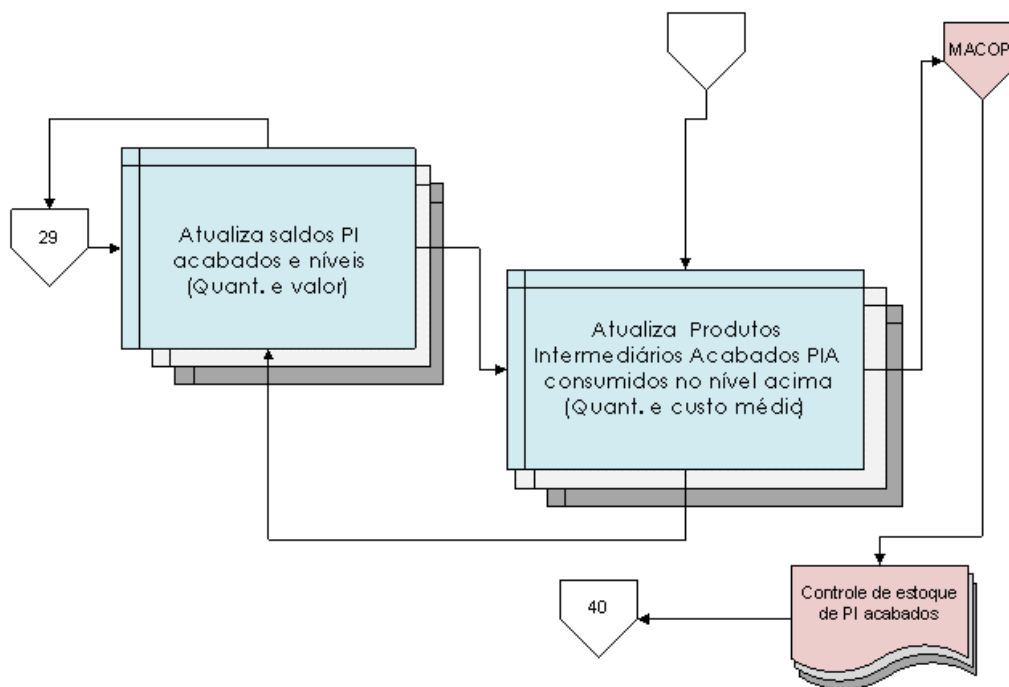 MACOP
29
Atualiza saldos PI
acabados e níveis
(Quant. e valor)
Atualiza Produtos
Intermediários Acabados PIA
consumidos no nível acima
(Quant. e custo médio)
Controle de estoque
de PI acabados
40